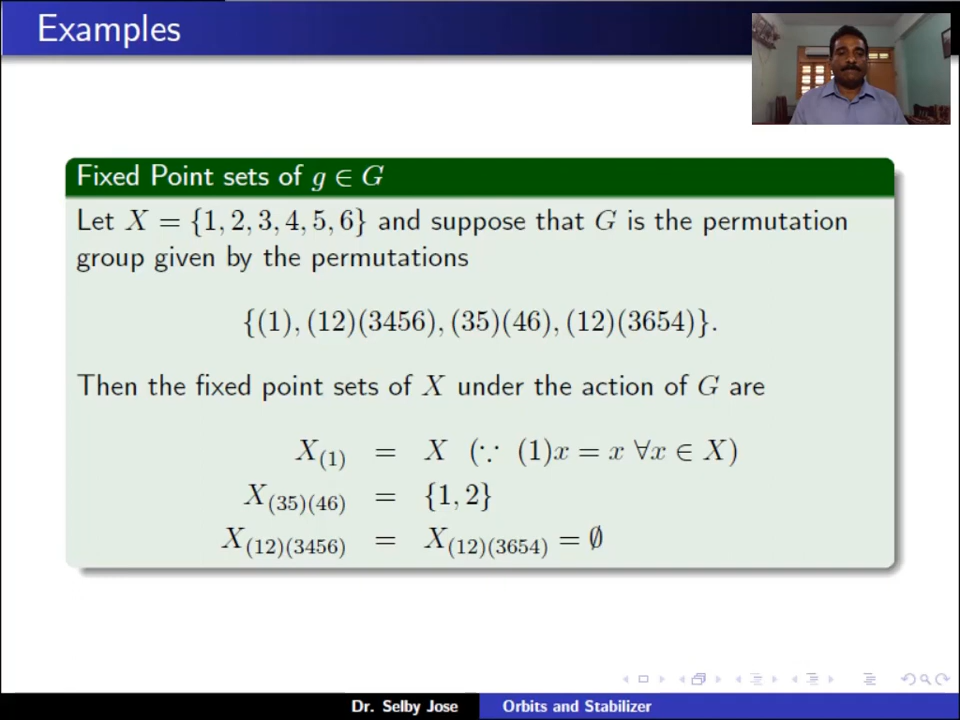 Examples
Fixed Point sets of g ∈ G
Let X = {1, 2, 3, 4, 5, 6} and suppose that G is the permutation
group given by the permutations
{(1), (12)(3456), (35)(46), (12)(3654)}.
Then the fixed point sets of X under the action of G are
X_(1) = X (∵ (1)x = x ∀x ∈ X)
X_(35)(46) = {1, 2}
X_(12)(3456) = X_(12)(3654) = ∅
Dr. Selby Jose Orbits and Stabilizer